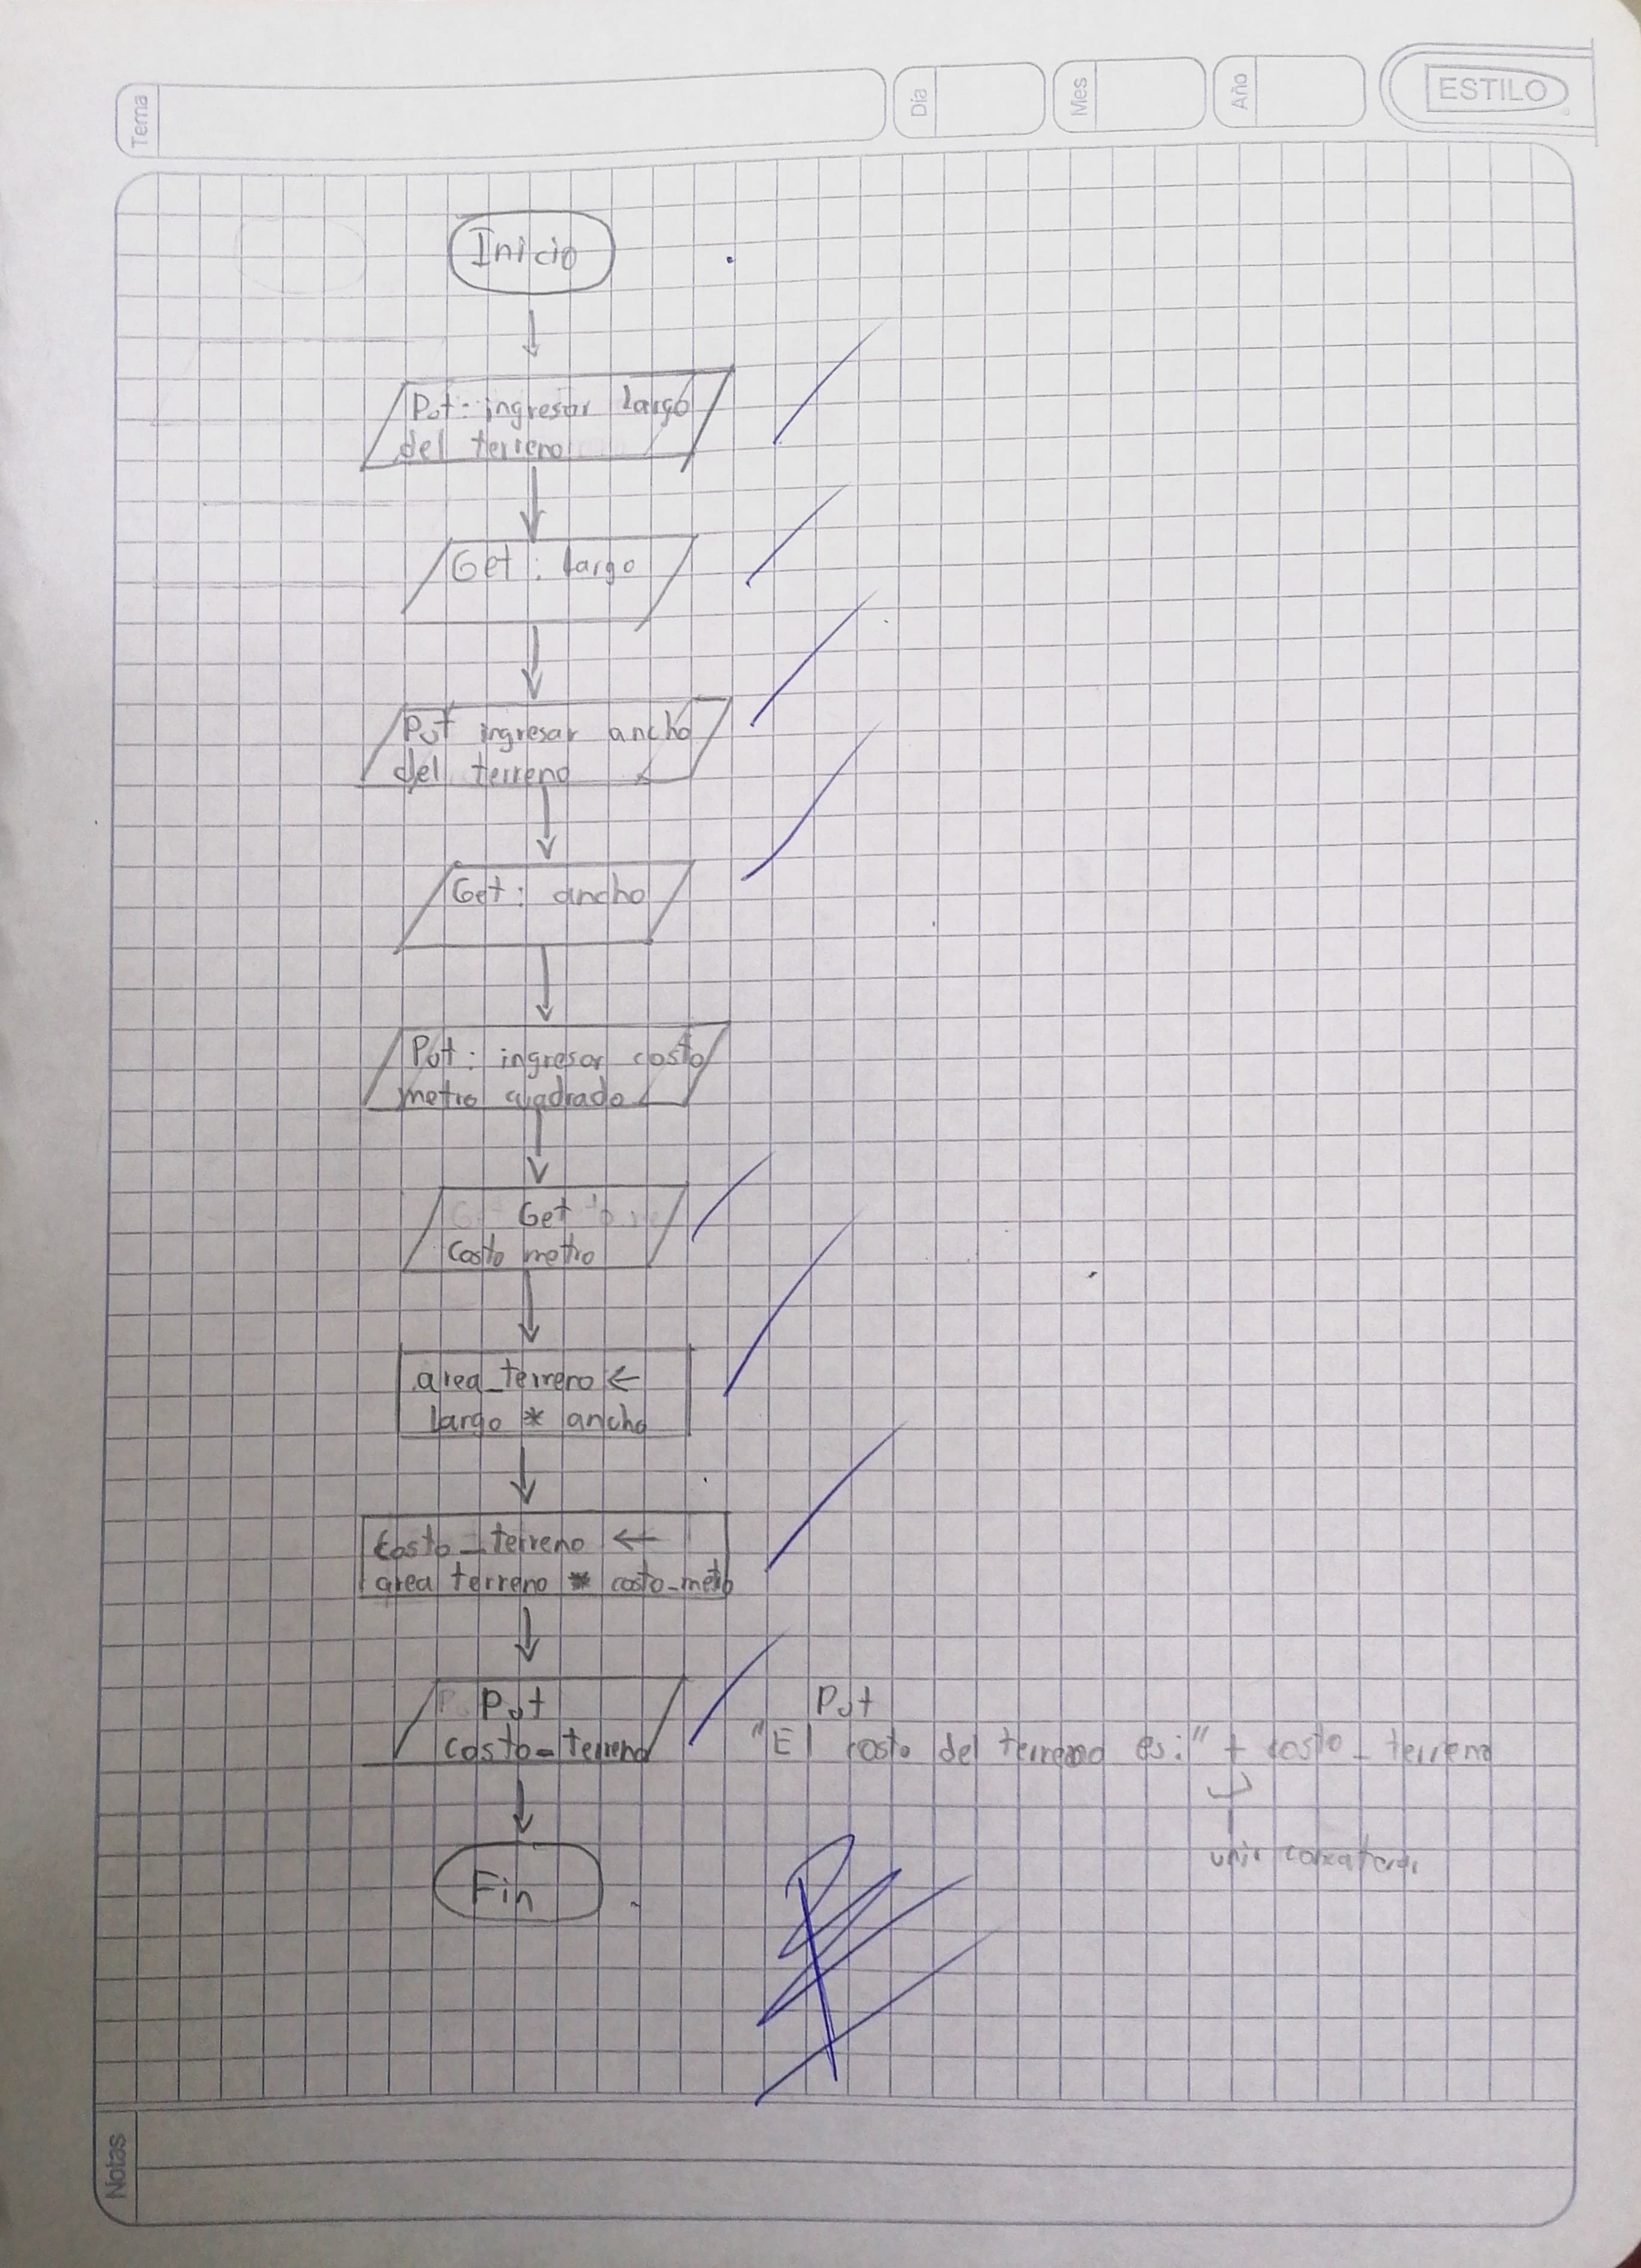 Tema
Día
Mes
Año
ESTILO
Inicio
Put: ingresar largo
del terreno
Get: largo
Put ingresar ancho
del terreno
Get: ancho
Put: ingresar costo
metro cuadrado
Get
costo metro
area_terreno ←
largo * ancho
costo_terreno ←
area terreno * costo_metro
Put
costo_terreno
Put
"El costo del terreno es:" + costo_terreno
unir
Fin
Notas